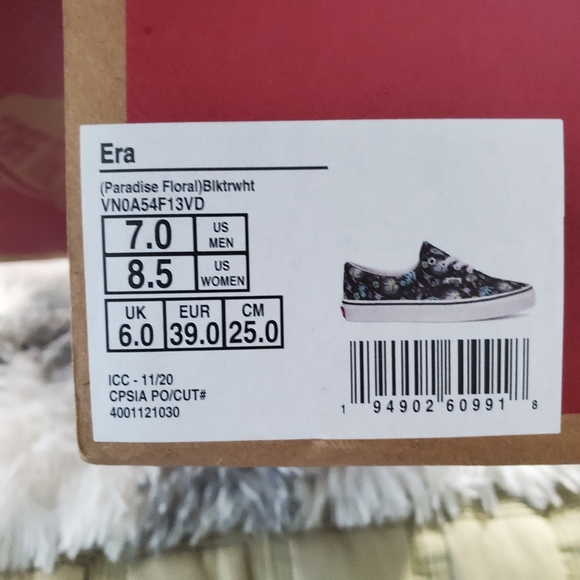 Era
(Paradise Floral)Blktrwht
VN0A54F13VD
7.0 US MEN
8.5 US WOMEN
UK EUR CM
6.0 39.0 25.0
ICC - 11/20
CPSIA PO/CUT#
4001121030
1 94902 60991 8